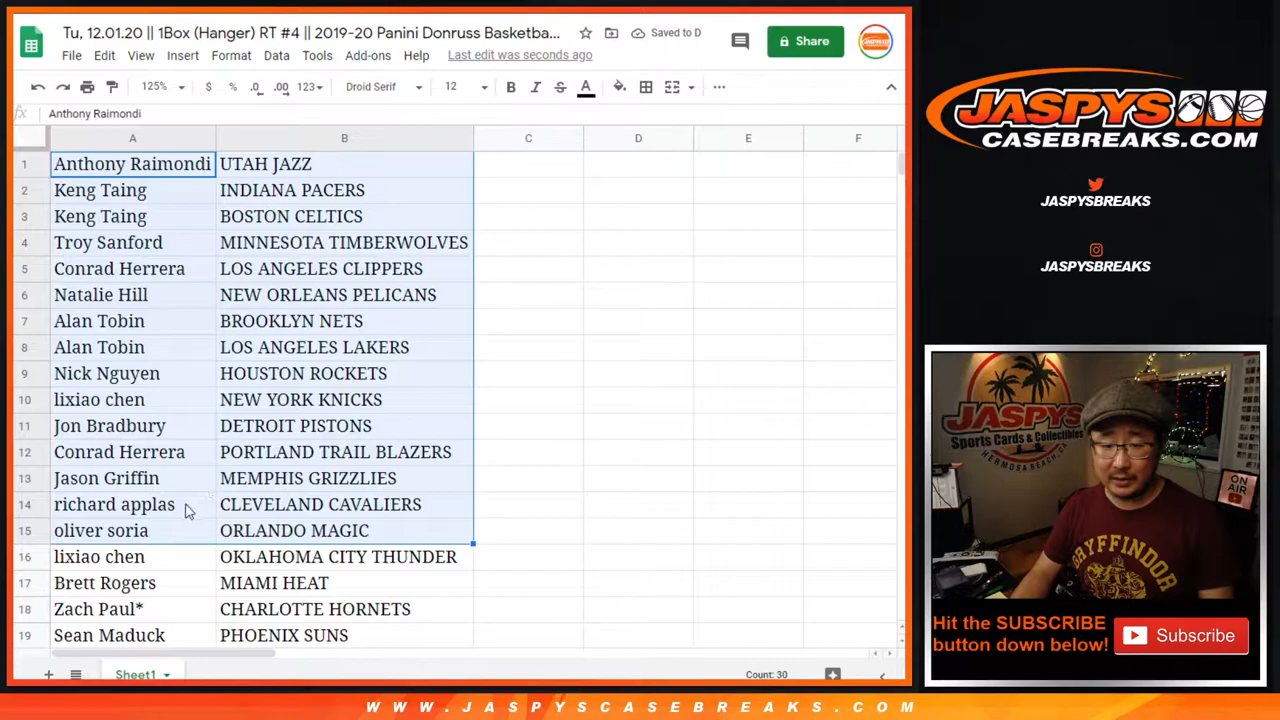 Tu, 12.01.20 || 1Box (Hanger) RT #4 || 2019-20 Panini Donruss Basketba...
Saved to D
Share
File Edit View Insert Format Data Tools Add-ons Help Last edit was seconds ago
125% $ % .0 .00 123 Droid Serif 12 B I S A
fx Anthony Raimondi
A B C D E F
1 Anthony Raimondi UTAH JAZZ
2 Keng Taing INDIANA PACERS
3 Keng Taing BOSTON CELTICS
4 Troy Sanford MINNESOTA TIMBERWOLVES
5 Conrad Herrera LOS ANGELES CLIPPERS
6 Natalie Hill NEW ORLEANS PELICANS
7 Alan Tobin BROOKLYN NETS
8 Alan Tobin LOS ANGELES LAKERS
9 Nick Nguyen HOUSTON ROCKETS
10 lixiao chen NEW YORK KNICKS
11 Jon Bradbury DETROIT PISTONS
12 Conrad Herrera PORTLAND TRAIL BLAZERS
13 Jason Griffin MEMPHIS GRIZZLIES
14 richard applas CLEVELAND CAVALIERS
15 oliver soria ORLANDO MAGIC
16 lixiao chen OKLAHOMA CITY THUNDER
17 Brett Rogers MIAMI HEAT
18 Zach Paul* CHARLOTTE HORNETS
19 Sean Maduck PHOENIX SUNS
Sheet1
Count: 30
JASPYS
CASEBREAKS.COM
JASPYSBREAKS
JASPYSBREAKS
JASPYS
Sports Cards & Collectibles
HERMOSA BEACH, CA
ON AIR
GRYFFINDOR
Hit the SUBSCRIBE
button down below!
Subscribe
WWW.JASPYSCASEBREAKS.COM